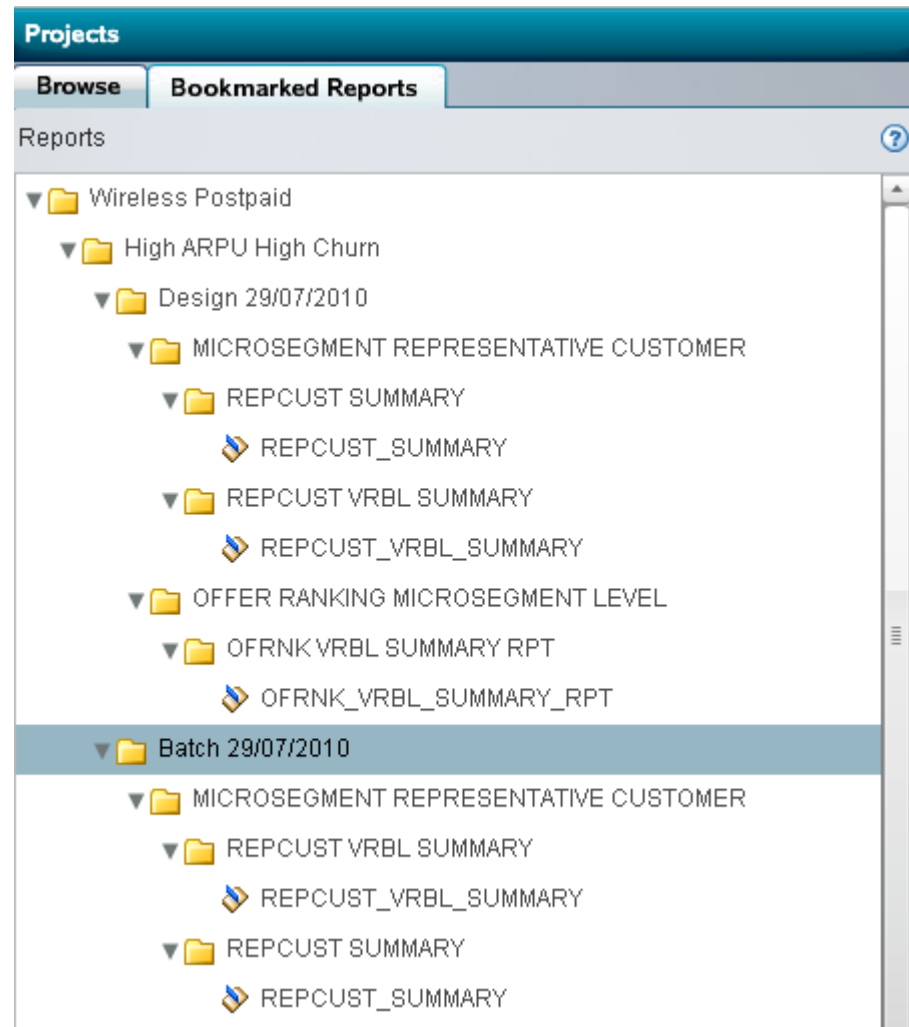 Projects
Browse Bookmarked Reports
Reports ?
Wireless Postpaid
High ARPU High Churn
Design 29/07/2010
MICROSEGMENT REPRESENTATIVE CUSTOMER
REPCUST SUMMARY
REPCUST_SUMMARY
REPCUST VRBL SUMMARY
REPCUST_VRBL_SUMMARY
OFFER RANKING MICROSEGMENT LEVEL
OFRNK VRBL SUMMARY RPT
OFRNK_VRBL_SUMMARY_RPT
Batch 29/07/2010
MICROSEGMENT REPRESENTATIVE CUSTOMER
REPCUST VRBL SUMMARY
REPCUST_VRBL_SUMMARY
REPCUST SUMMARY
REPCUST_SUMMARY